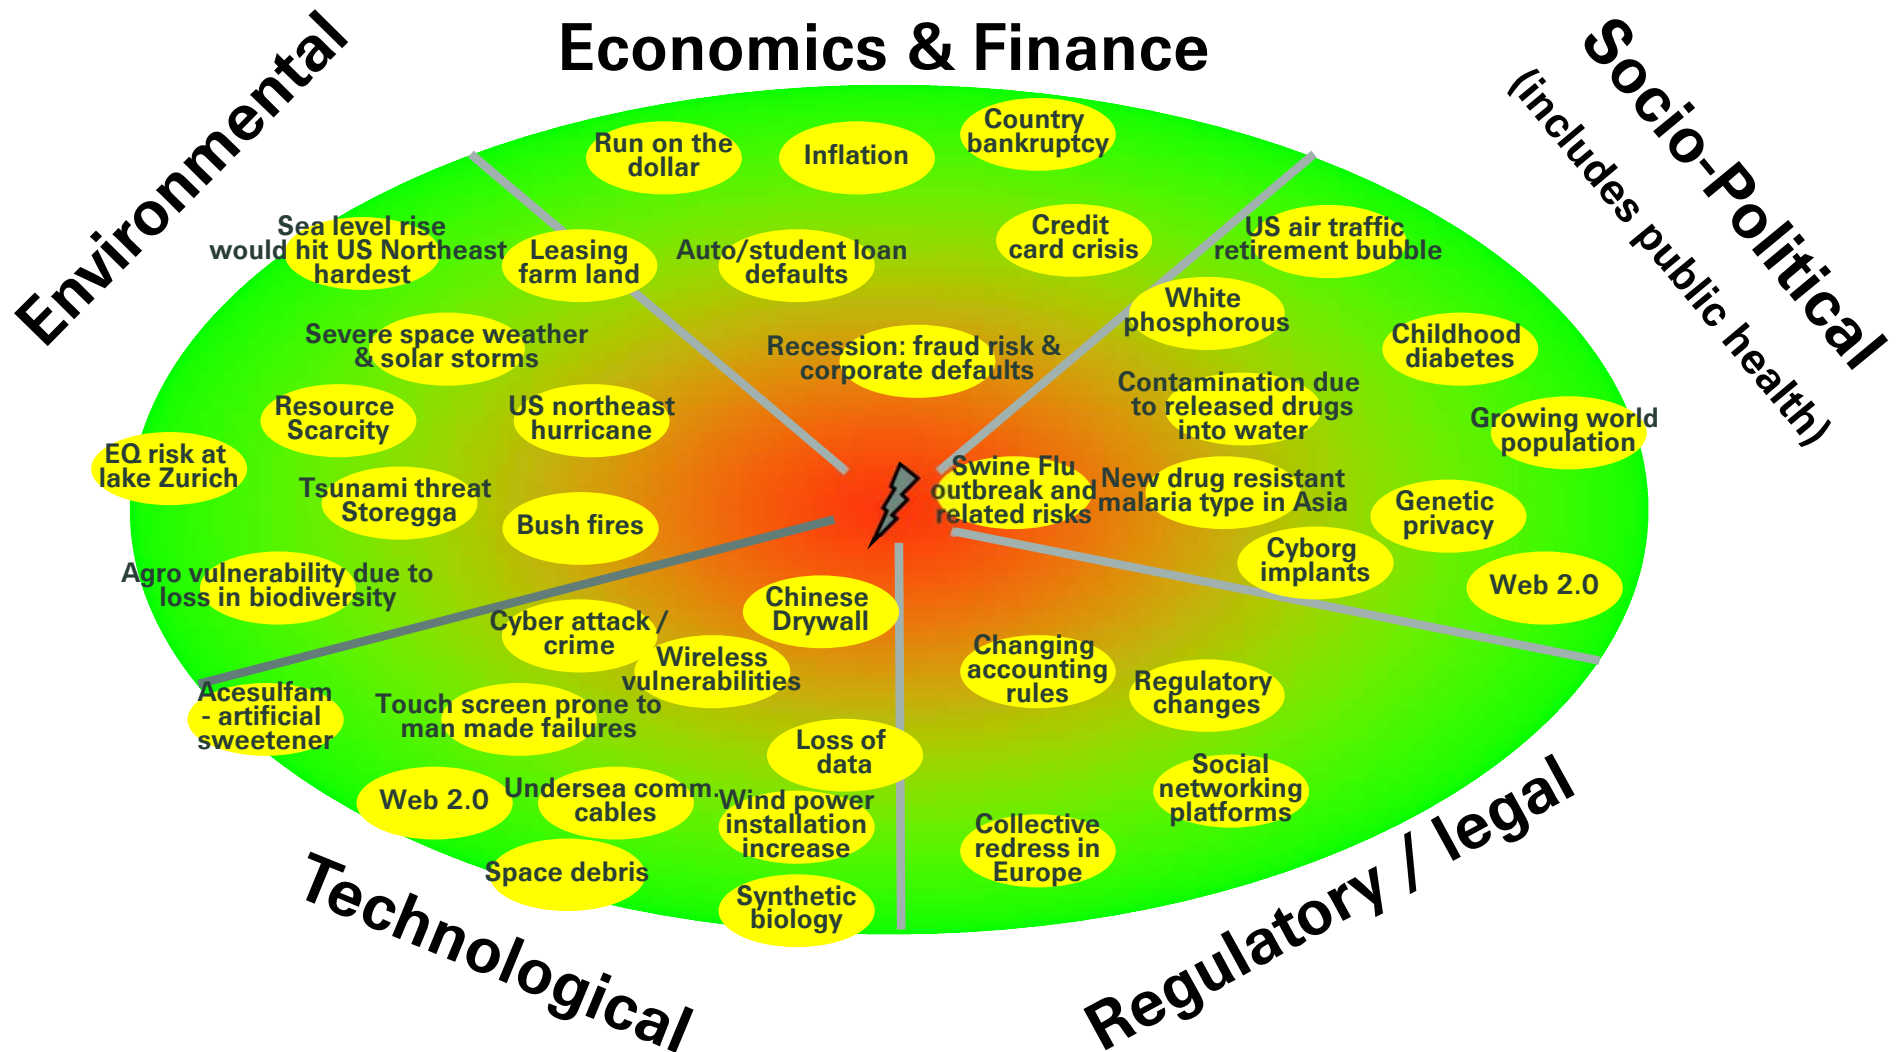 Economics & Finance
Environmental
Socio-Political
(includes public health)
Country
bankruptcy
Run on the
dollar
Inflation
Sea level rise
would hit US Northeast
hardest
Leasing
farm land
Auto/student loan
defaults
Credit
card crisis
US air traffic
retirement bubble
White
phosphorous
Childhood
diabetes
Severe space weather
& solar storms
Recession: fraud risk &
corporate defaults
Contamination due
to released drugs
into water
Resource
Scarcity
US northeast
hurricane
Growing world
population
EQ risk at
lake Zurich
Tsunami threat
Storegga
Bush fires
Swine Flu
outbreak and
related risks
New drug resistant
malaria type in Asia
Genetic
privacy
Cyborg
implants
Web 2.0
Agro vulnerability due to
loss in biodiversity
Chinese
Drywall
Cyber attack /
crime
Wireless
vulnerabilities
Changing
accounting
rules
Regulatory
changes
Acesulfam
- artificial
sweetener
Touch screen prone to
man made failures
Loss of
data
Social
networking
platforms
Web 2.0
Undersea comm.
cables
Wind power
installation
increase
Collective
redress in
Europe
Space debris
Synthetic
biology
Technological
Regulatory / legal